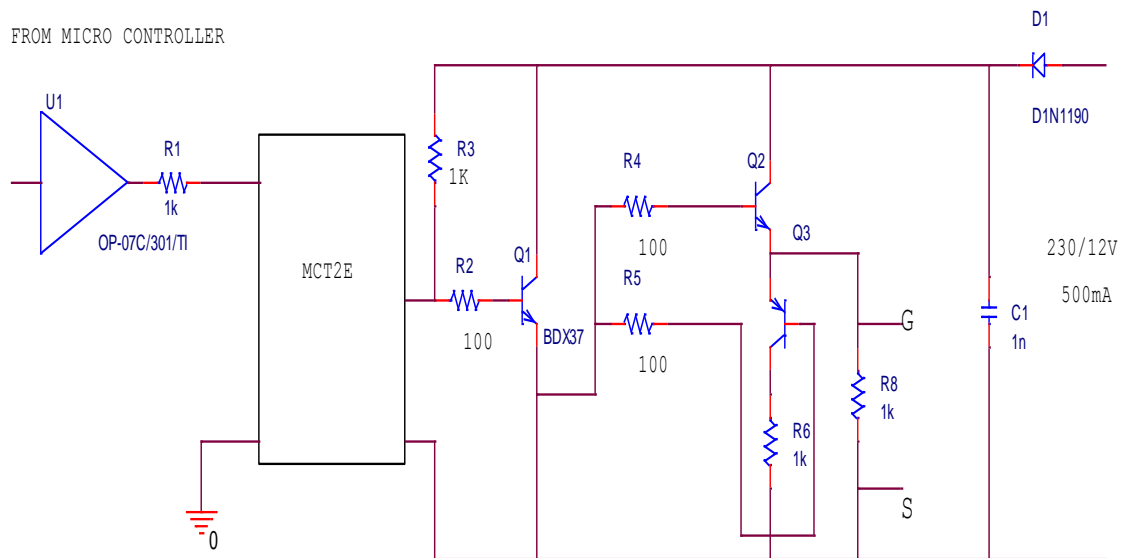 D1
FROM MICRO CONTROLLER
U1
D1N1190
R1
R3
R4
Q2
1K
1k
Q3
OP-07C/301/TI
100
230/12V
R2
Q1
R5
MCT2E
500mA
C1
G
BDX37
100
100
1n
R8
1k
R6
1k
S
0